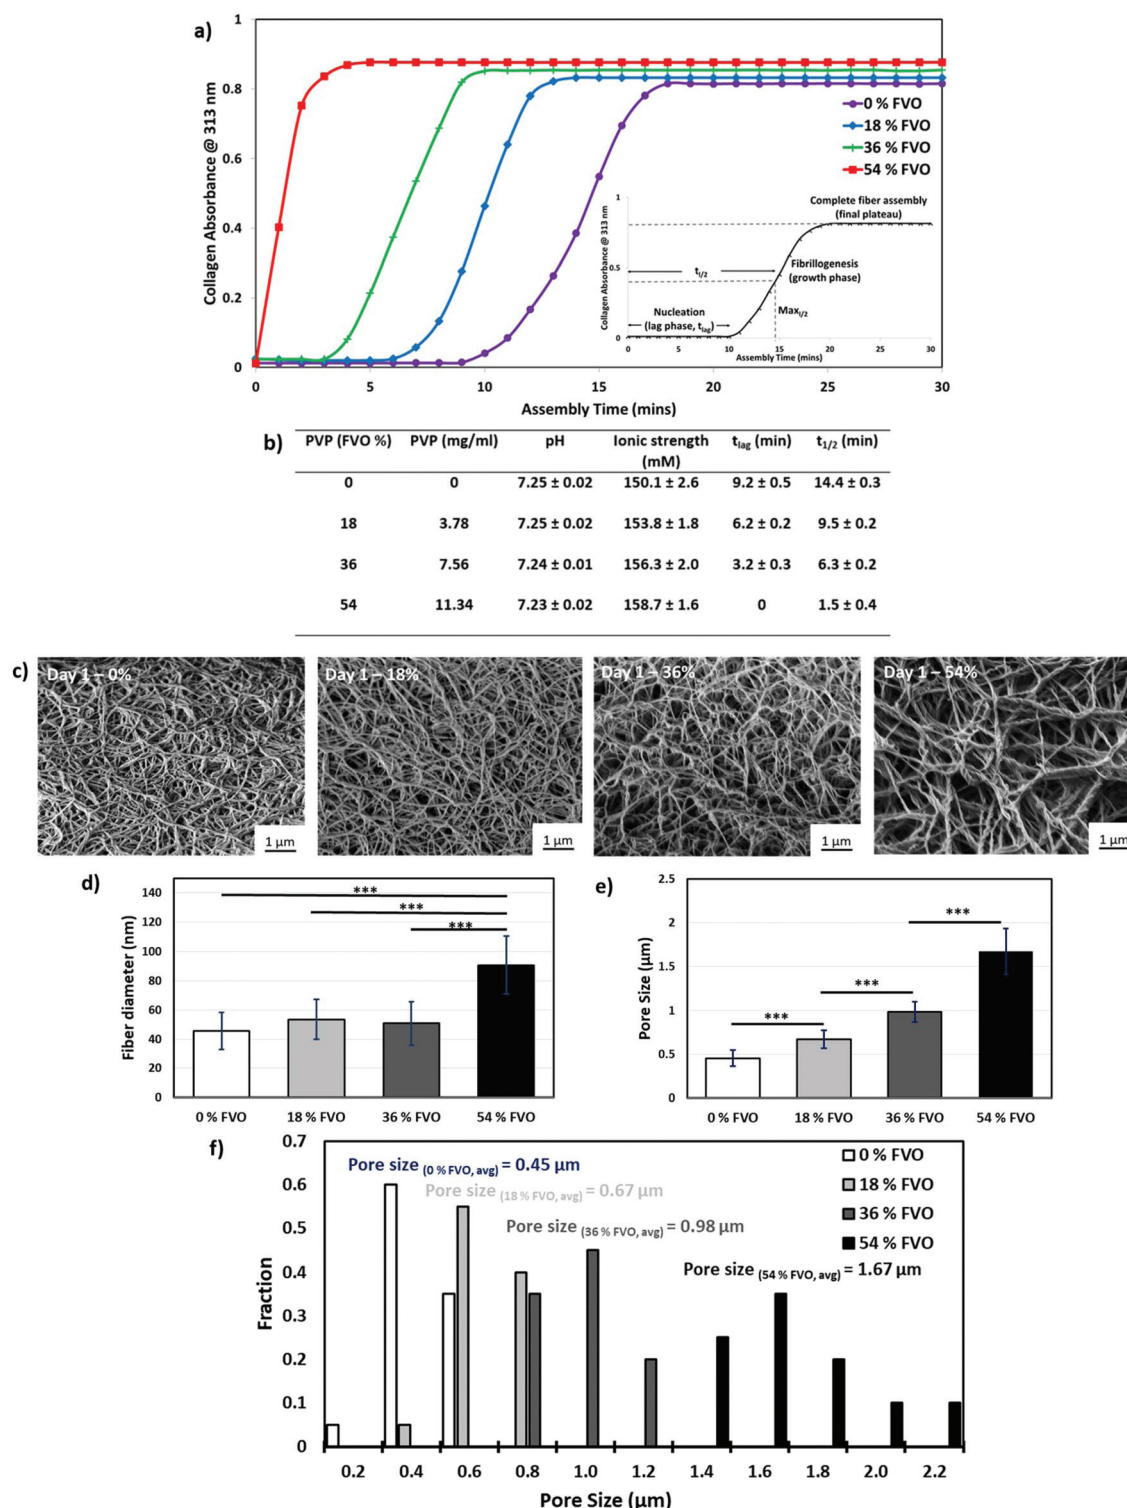 a)
1
0.8
0.6
0.4
0.2
0
Collagen Absorbance @ 313 nm
0 % FVO
18 % FVO
36 % FVO
54 % FVO
1
0.5
0
Collagen Absorbance @ 313 nm
Complete fiber assembly
(final plateau)
t1/2
Fibrillogenesis
(growth phase)
Nucleation
(lag phase, tlag)
Max1/2
0 5 10 15 20 25 30
Assembly Time (mins)
0 5 10 15 20 25 30
Assembly Time (mins)
b)
PVP (FVO %) PVP (mg/ml) pH Ionic strength tlag (min) t1/2 (min)
(mM)
0 0 7.25 ± 0.02 150.1 ± 2.6 9.2 ± 0.5 14.4 ± 0.3
18 3.78 7.25 ± 0.02 153.8 ± 1.8 6.2 ± 0.2 9.5 ± 0.2
36 7.56 7.24 ± 0.01 156.3 ± 2.0 3.2 ± 0.3 6.3 ± 0.2
54 11.34 7.23 ± 0.02 158.7 ± 1.6 0 1.5 ± 0.4
c)
Day 1 – 0%
1 µm
Day 1 – 18%
1 µm
Day 1 – 36%
1 µm
Day 1 – 54%
1 µm
d)
140
120
100
80
60
40
20
0
Fiber diameter (nm)
***
***
***
0 % FVO 18 % FVO 36 % FVO 54 % FVO
e)
2.5
2
1.5
1
0.5
0
Pore Size (µm)
***
***
***
0 % FVO 18 % FVO 36 % FVO 54 % FVO
f)
0.7
0.6
0.5
0.4
0.3
0.2
0.1
0
Fraction
Pore size (0 % FVO, avg) = 0.45 µm
Pore size (18 % FVO, avg) = 0.67 µm
Pore size (36 % FVO, avg) = 0.98 µm
Pore size (54 % FVO, avg) = 1.67 µm
0 % FVO
18 % FVO
36 % FVO
54 % FVO
0.2 0.4 0.6 0.8 1.0 1.2 1.4 1.6 1.8 2.0 2.2
Pore Size (µm)